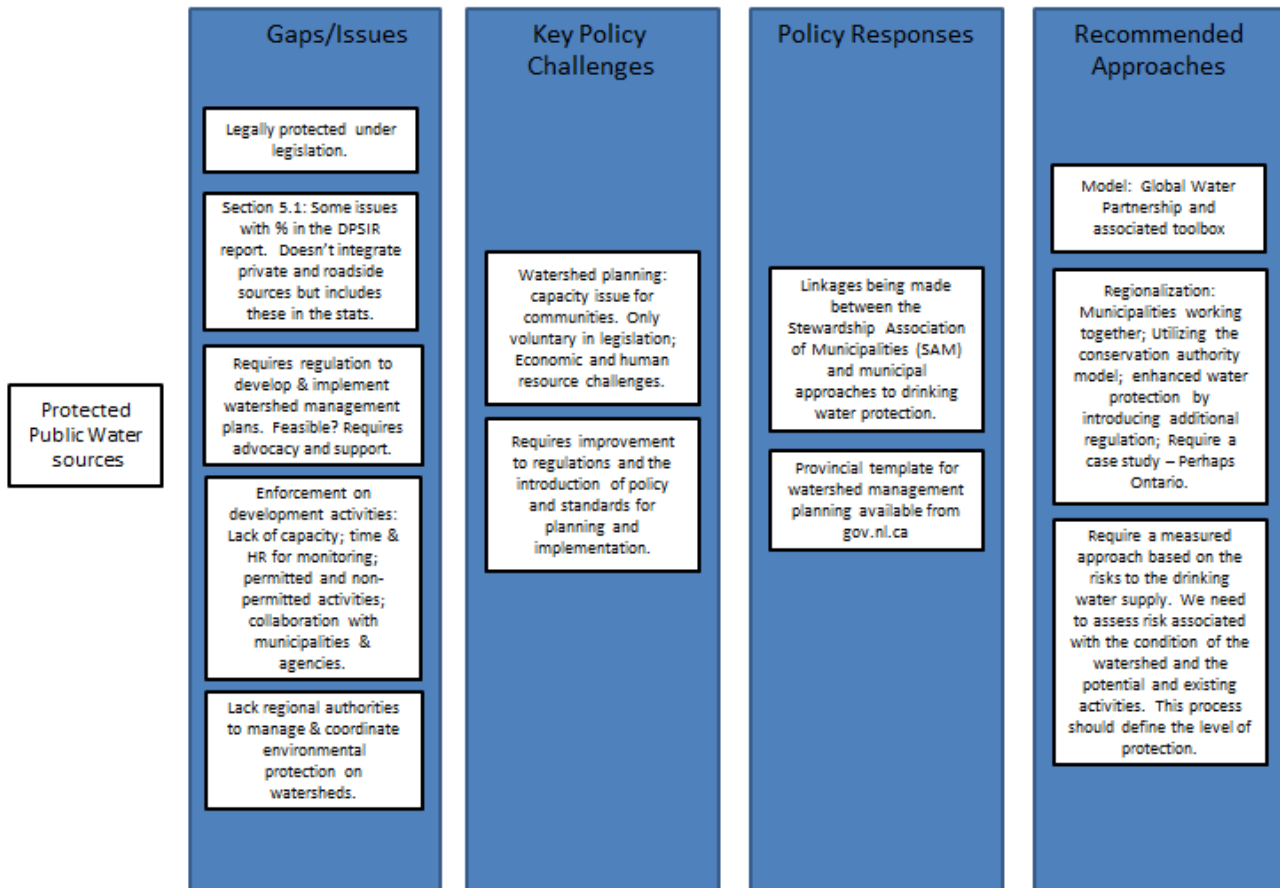 Protected
Public Water
sources
Gaps/Issues
Legally protected under
legislation.
Section 5.1: Some issues
with % in the DPSIR
report. Doesn't integrate
private and roadside
sources but includes
these in the stats.
Requires regulation to
develop & implement
watershed management
plans. Feasible? Requires
advocacy and support.
Enforcement on
development activities:
Lack of capacity; time &
HR for monitoring;
permitted and non-
permitted activities;
collaboration with
municipalities &
agencies.
Lack regional authorities
to manage & coordinate
environmental
protection on
watersheds.
Key Policy
Challenges
Watershed planning:
capacity issue for
communities. Only
voluntary in legislation;
Economic and human
resource challenges.
Requires improvement
to regulations and the
introduction of policy
and standards for
planning and
implementation.
Policy Responses
Linkages being made
between the
Stewardship Association
of Municipalities (SAM)
and municipal
approaches to drinking
water protection.
Provincial template for
watershed management
planning available from
gov.nl.ca
Recommended
Approaches
Model: Global Water
Partnership and
associated toolbox
Regionalization:
Municipalities working
together; Utilizing the
conservation authority
model; enhanced water
protection by
introducing additional
regulation; Require a
case study – Perhaps
Ontario.
Require a measured
approach based on the
risks to the drinking
water supply. We need
to assess risk associated
with the condition of the
watershed and the
potential and existing
activities. This process
should define the level of
protection.